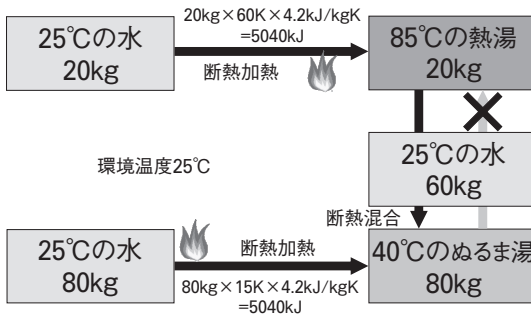 20kg×60K×4.2kJ/kgK
=5040kJ
25℃の水
20kg
断熱加熱
85℃の熱湯
20kg
環境温度25℃
25℃の水
60kg
断熱混合
25℃の水
80kg
断熱加熱
80kg×15K×4.2kJ/kgK
=5040kJ
40℃のぬるま湯
80kg